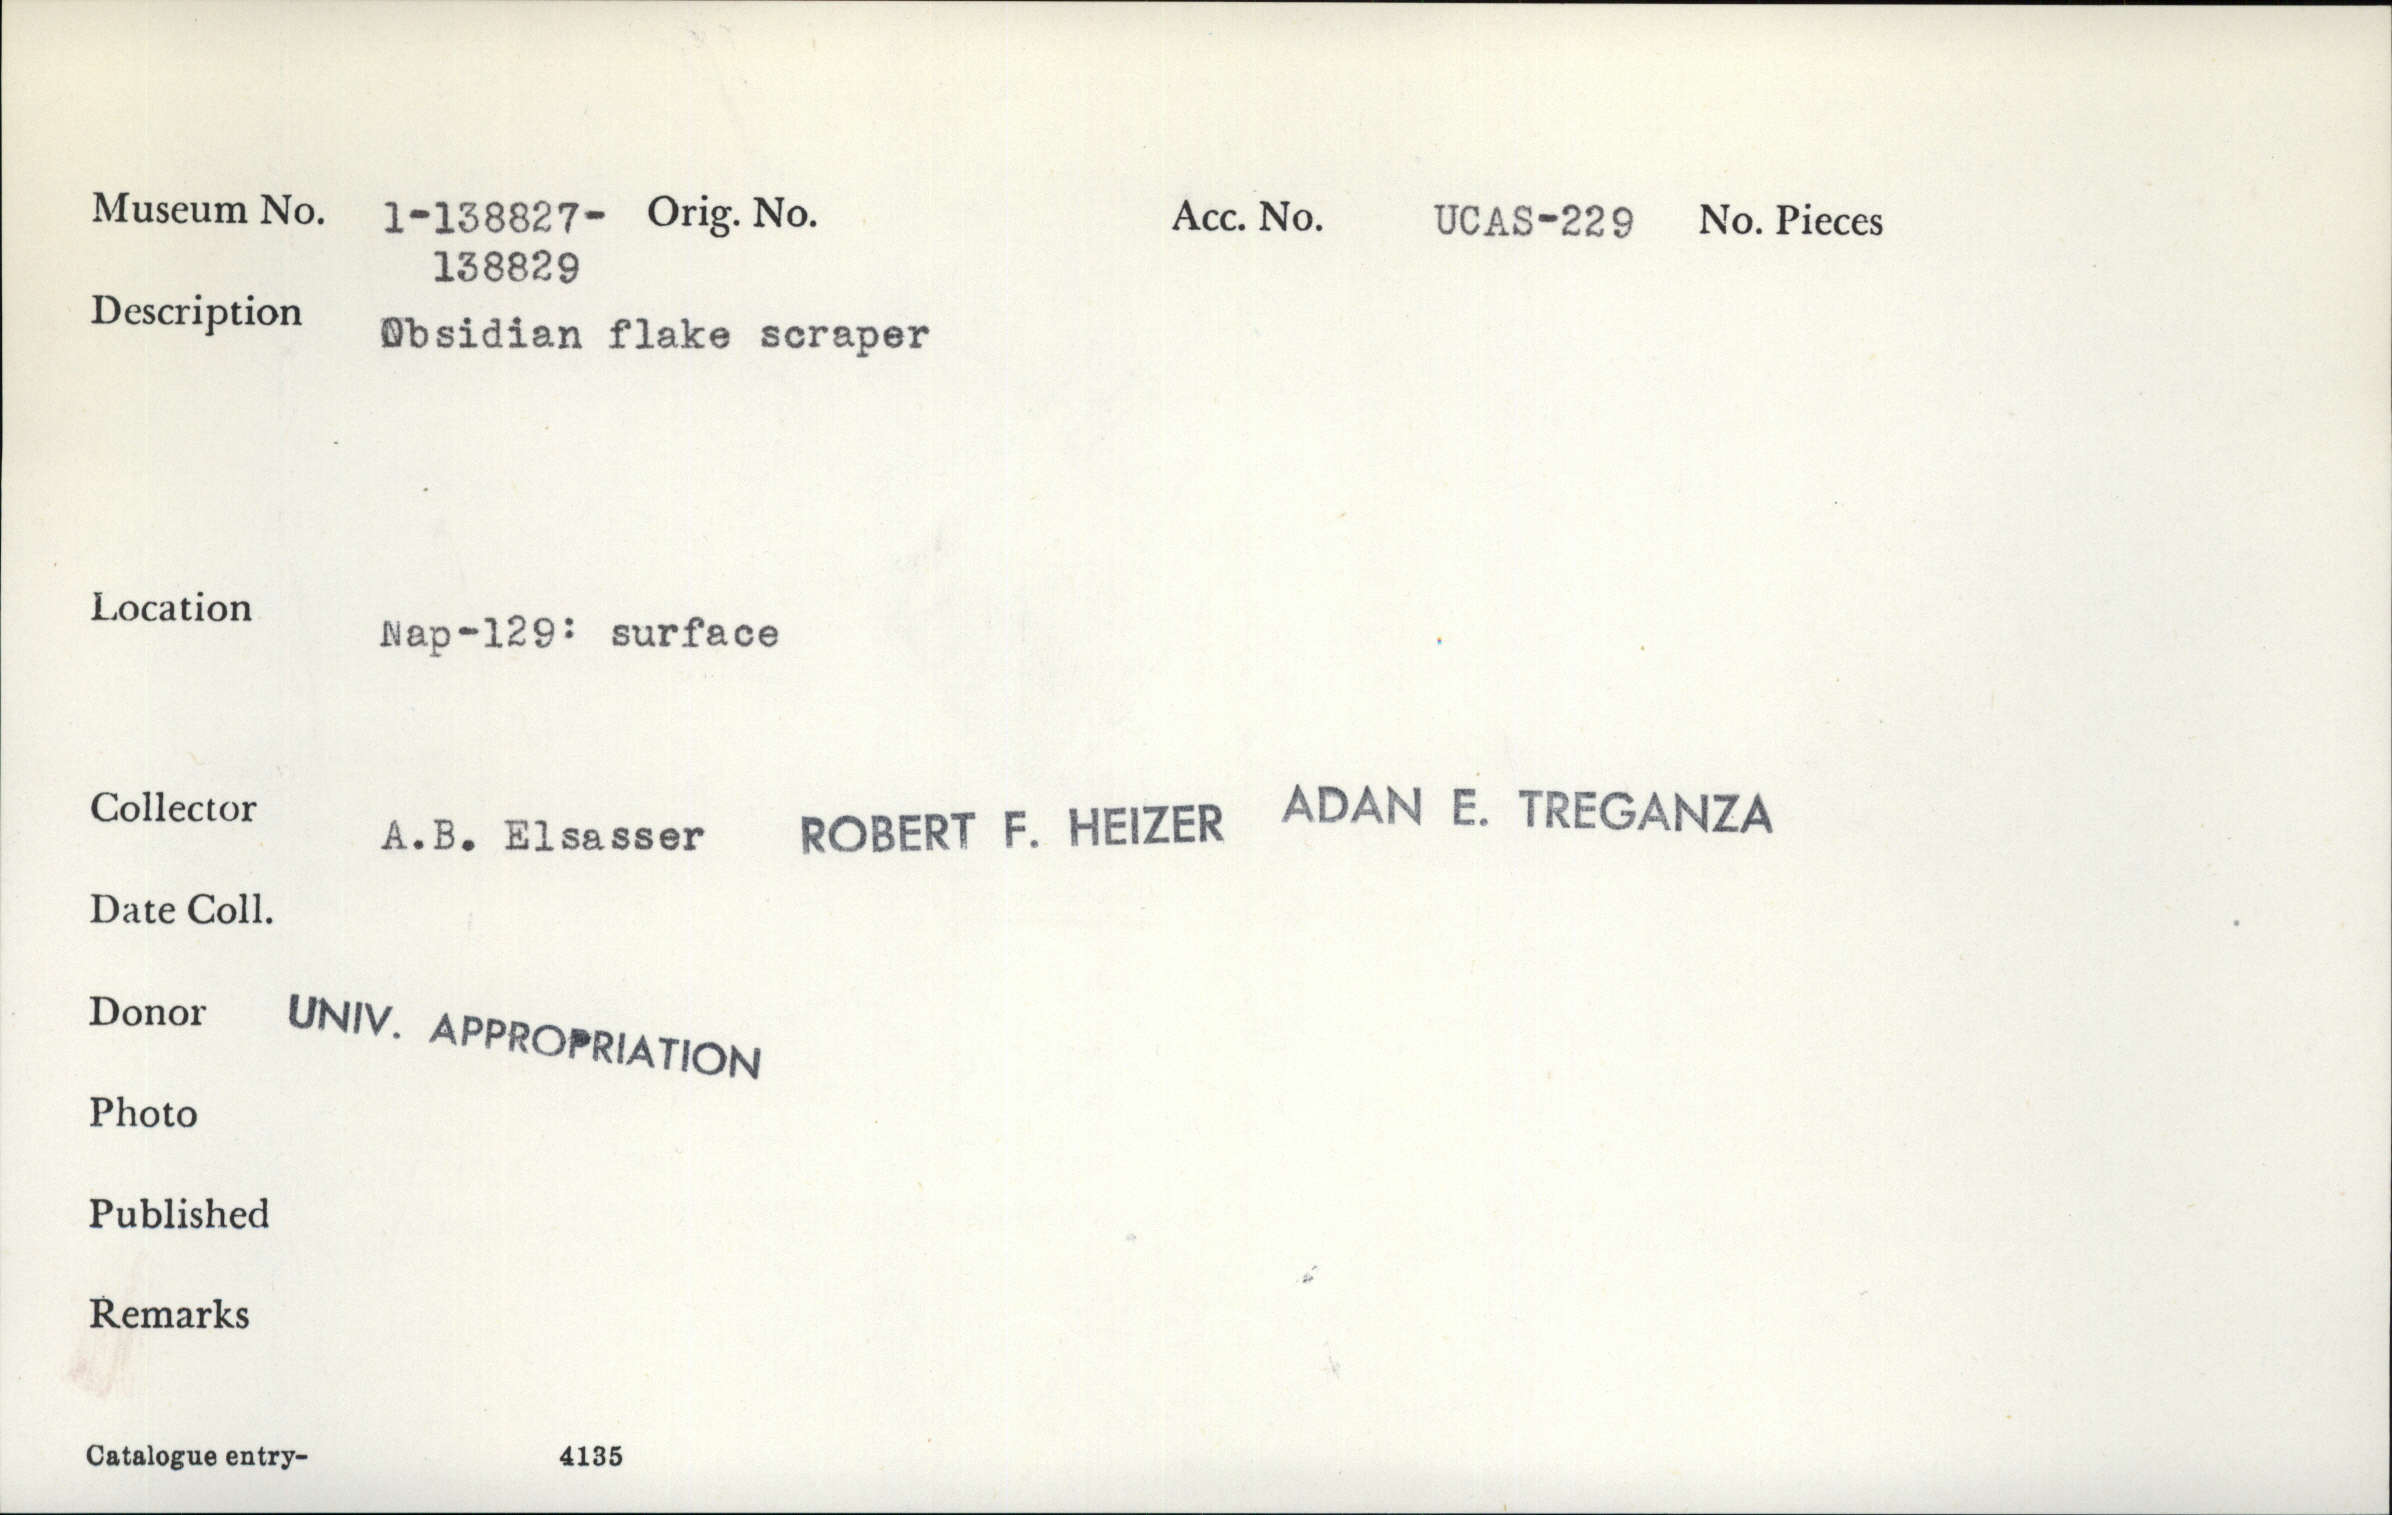 Museum No. 1-138827- Orig. No. Acc. No. UCAS-229 No. Pieces
138829
Description Obsidian flake scraper
Location Nap-129: surface
Collector A.B. Elsasser ROBERT F. HEIZER ADAN E. TREGANZA
Date Coll.
Donor UNIV. APPROPRIATION
Photo
Published
Remarks
Catalogue entry- 4135